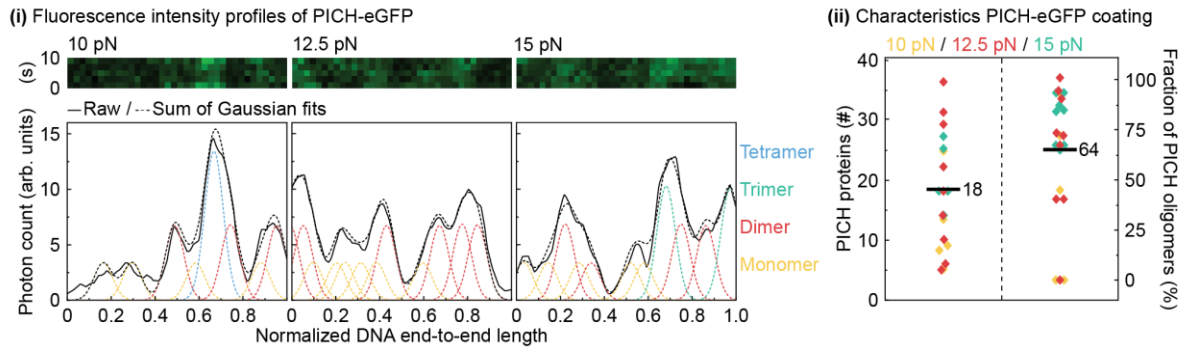 (i) Fluorescence intensity profiles of PICH-eGFP
10 pN
12.5 pN
15 pN
10
0
(s)
Raw / Sum of Gaussian fits
15
10
5
0
Photon count (arb. units)
0 0.2 0.4 0.6 0.8 0 0.2 0.4 0.6 0.8 0 0.2 0.4 0.6 0.8 1.0
Normalized DNA end-to-end length
Tetramer
Trimer
Dimer
Monomer
(ii) Characteristics PICH-eGFP coating
10 pN / 12.5 pN / 15 pN
40
30
20
10
0
PICH proteins (#)
18
64
100
75
50
25
0
Fraction of PICH oligomers (%)